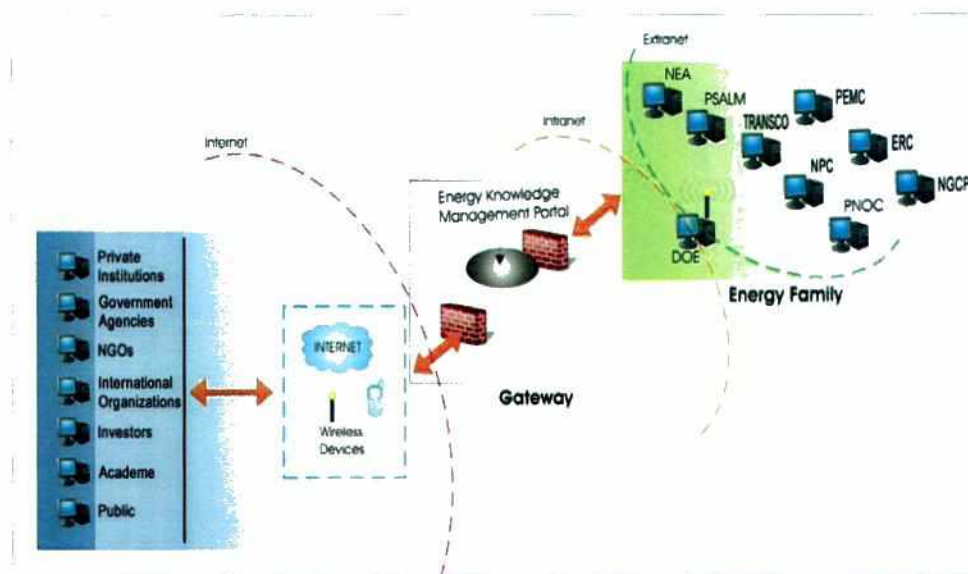 Extranet
NEA
PSALM
PEMC
TRANSCO
ERC
NPC
NGCP
PNOC
DOE
Energy Family
Intranet
Internet
Energy Knowledge
Management Portal
Gateway
INTERNET
Wireless
Devices
Private
Institutions
Government
Agencies
NGOs
International
Organizations
Investors
Academe
Public